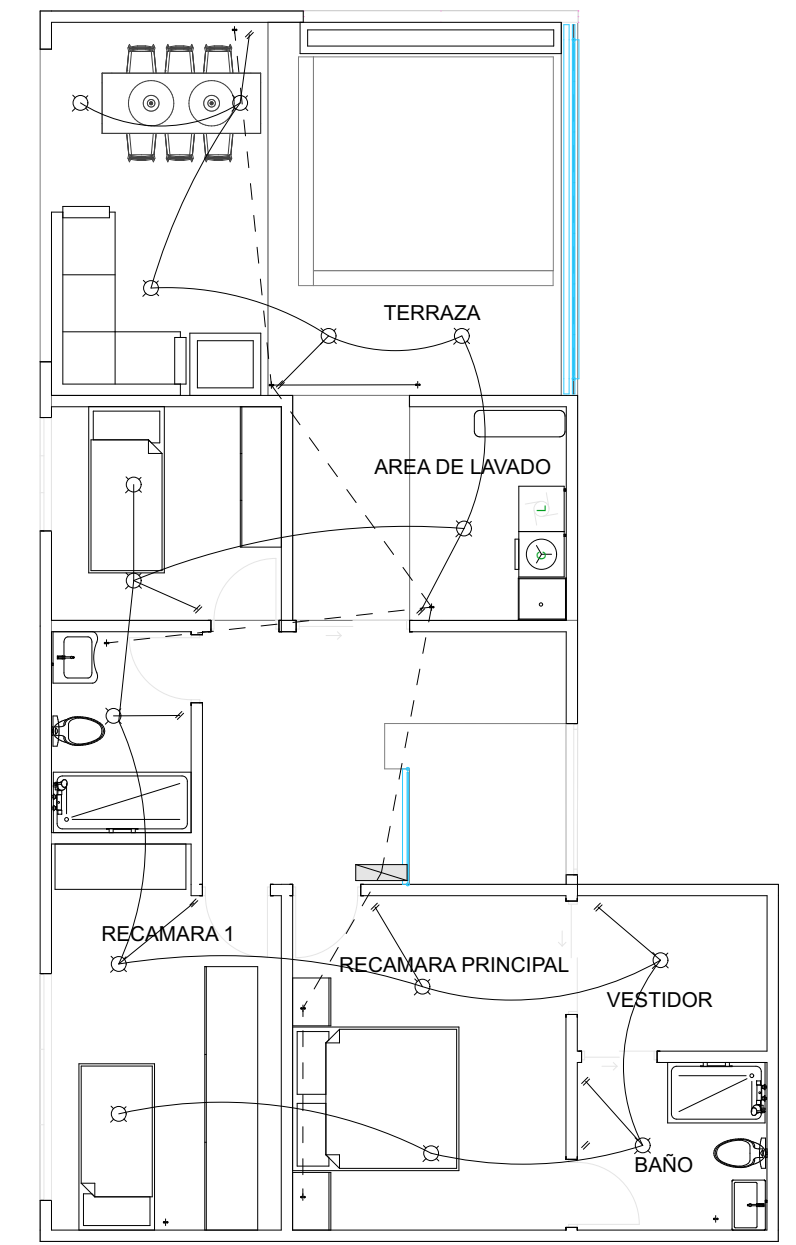 TERRAZA
AREA DE LAVADO
L
RECAMARA 1
RECAMARA PRINCIPAL
VESTIDOR
BAÑO